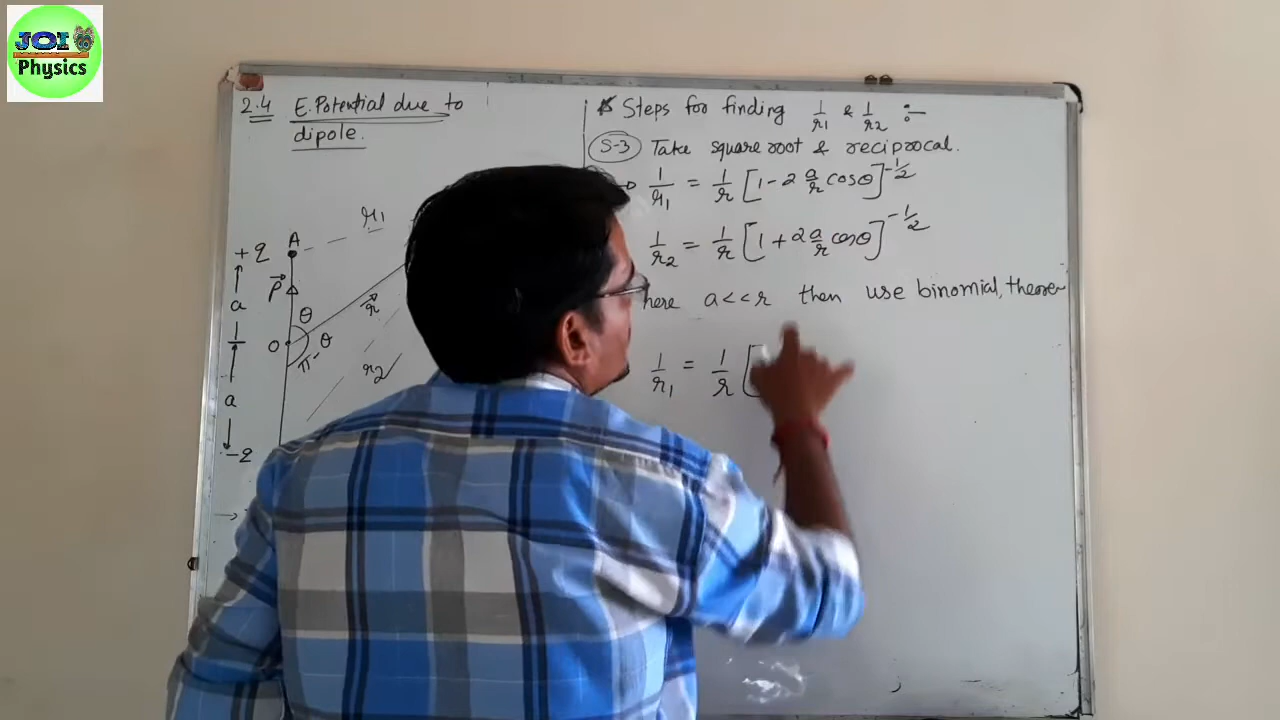 JOI
Physics
2.4 E.Potential due to
dipole.
r₁
+q A
P⃗
a
θ
r⃗
O
π-θ
r₂
a
-q
→
* Steps for finding 1/r₁ & 1/r₂ :-
S-3 Take square root & reciprocal.
→ 1/r₁ = 1/r [1 - 2 a/r cosθ]^-1/2
1/r₂ = 1/r [1 + 2a/r cosθ]^-1/2
here a<<r then use binomial, theorem
1/r₁ = 1/r [